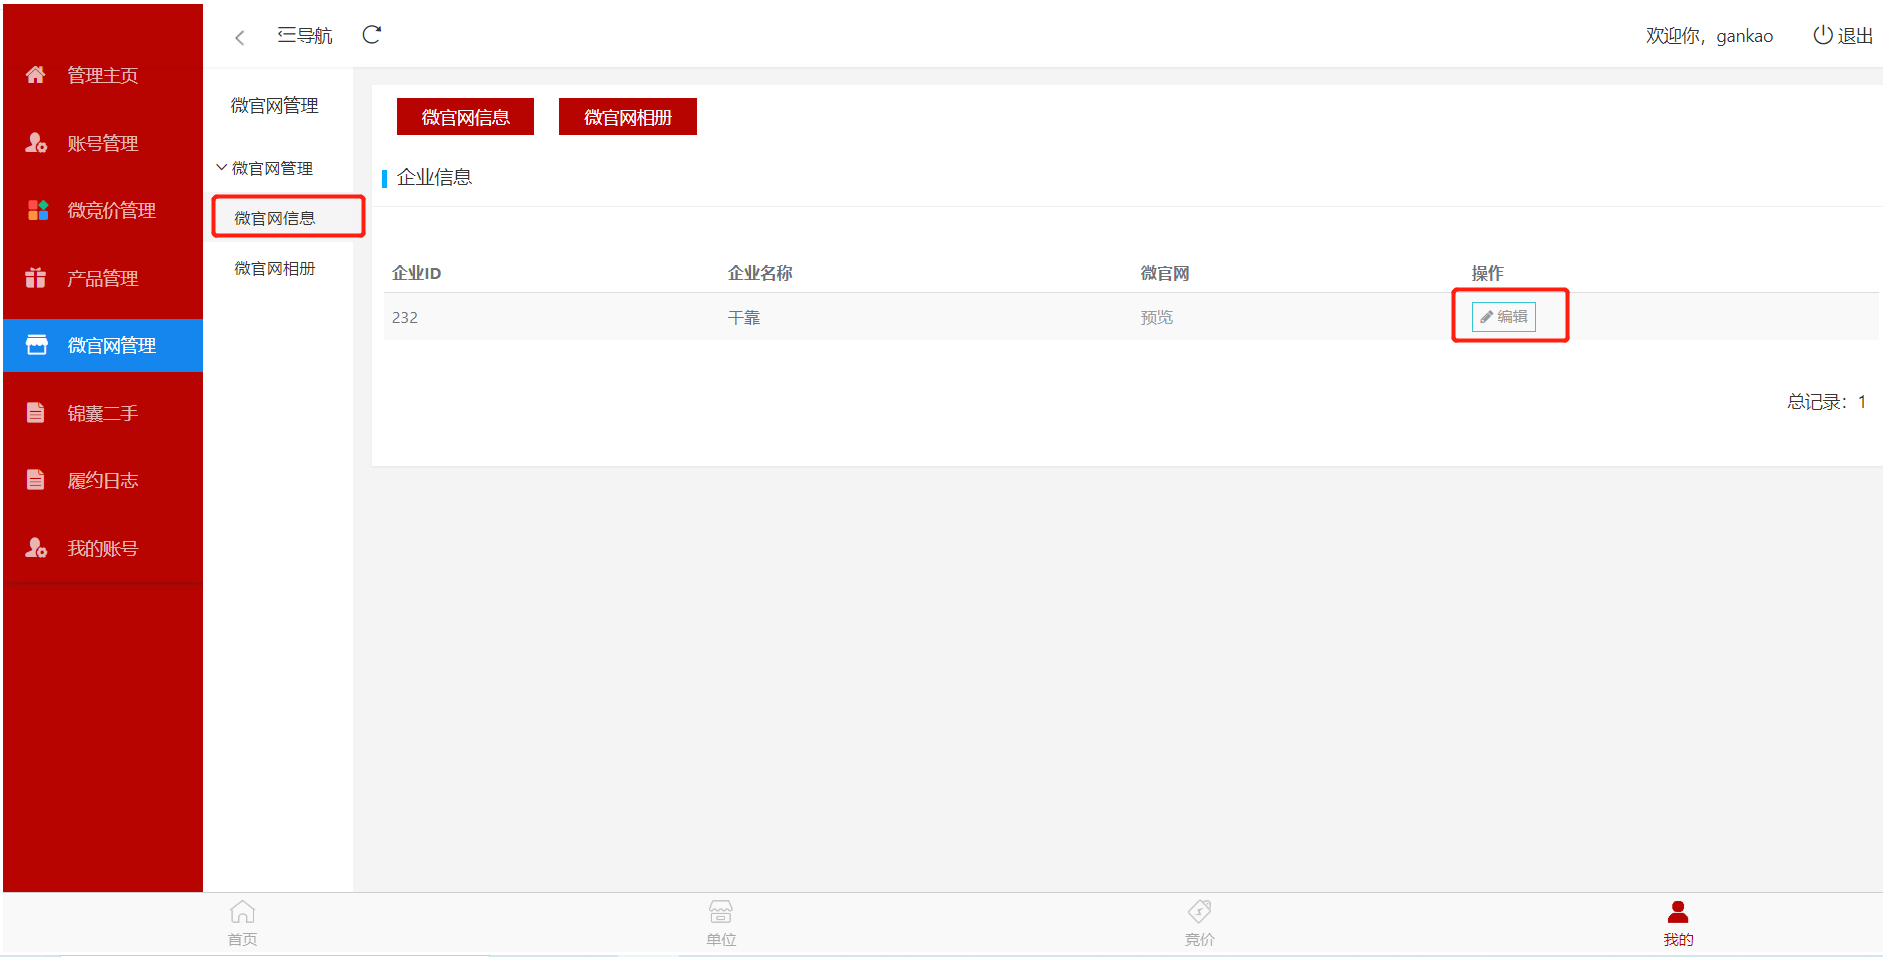 导航
欢迎你，gankao
退出
管理主页
账号管理
微竞价管理
产品管理
微官网管理
锦囊二手
履约日志
我的账号
微官网管理
微官网管理
微官网信息
微官网相册
微官网信息
微官网相册
企业信息
企业ID 企业名称 微官网 操作
232 干靠 预览 编辑
总记录：1
首页
单位
竞价
我的